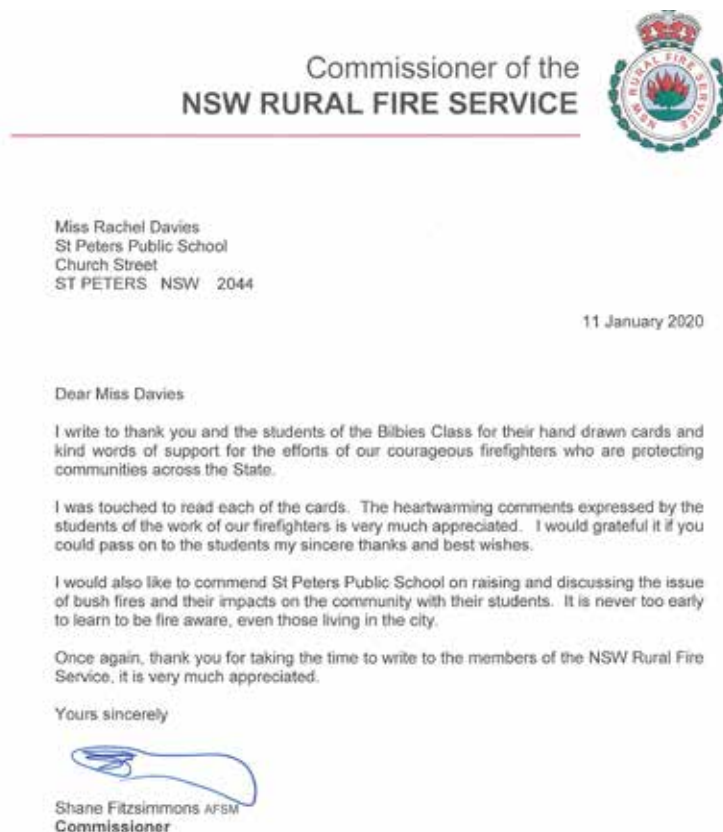 Commissioner of the
NSW RURAL FIRE SERVICE
NSW RURAL FIRE SERVICE
Miss Rachel Davies
St Peters Public School
Church Street
ST PETERS NSW 2044
11 January 2020
Dear Miss Davies
I write to thank you and the students of the Bilbies Class for their hand drawn cards and
kind words of support for the efforts of our courageous firefighters who are protecting
communities across the State.
I was touched to read each of the cards. The heartwarming comments expressed by the
students of the work of our firefighters is very much appreciated. I would grateful it if you
could pass on to the students my sincere thanks and best wishes.
I would also like to commend St Peters Public School on raising and discussing the issue
of bush fires and their impacts on the community with their students. It is never too early
to learn to be fire aware, even those living in the city.
Once again, thank you for taking the time to write to the members of the NSW Rural Fire
Service, it is very much appreciated.
Yours sincerely
Shane Fitzsimmons AFSM
Commissioner